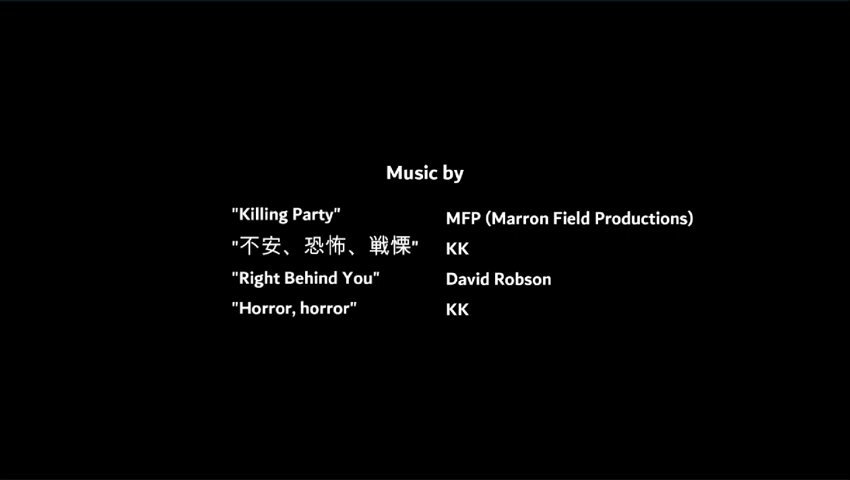 Music by
"Killing Party" MFP (Marron Field Productions)
"不安、恐怖、戦慄" KK
"Right Behind You" David Robson
"Horror, horror" KK